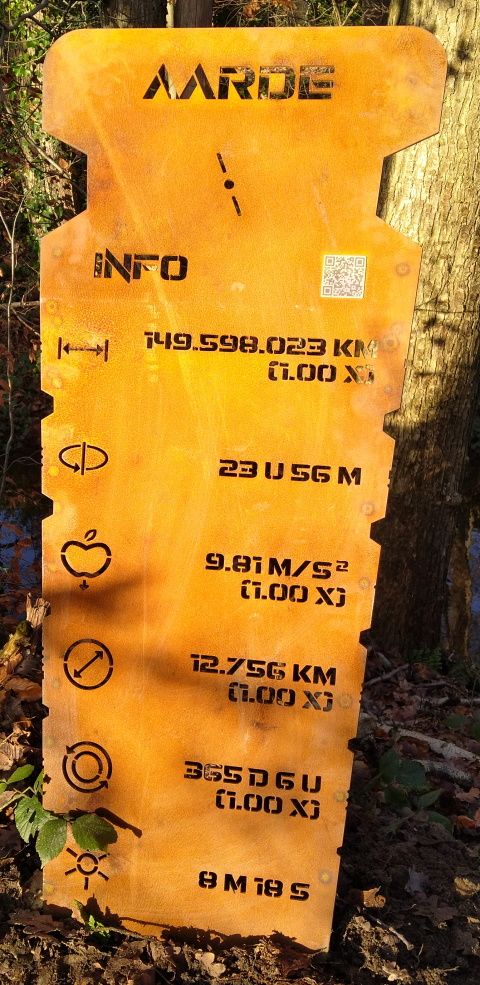 AARDE
INFO
149.598.023 KM
(1.00 X)
23 U 56 M
9.81 M/S²
(1.00 X)
12.756 KM
(1.00 X)
365 D 6 U
(1.00 X)
8 M 18 S